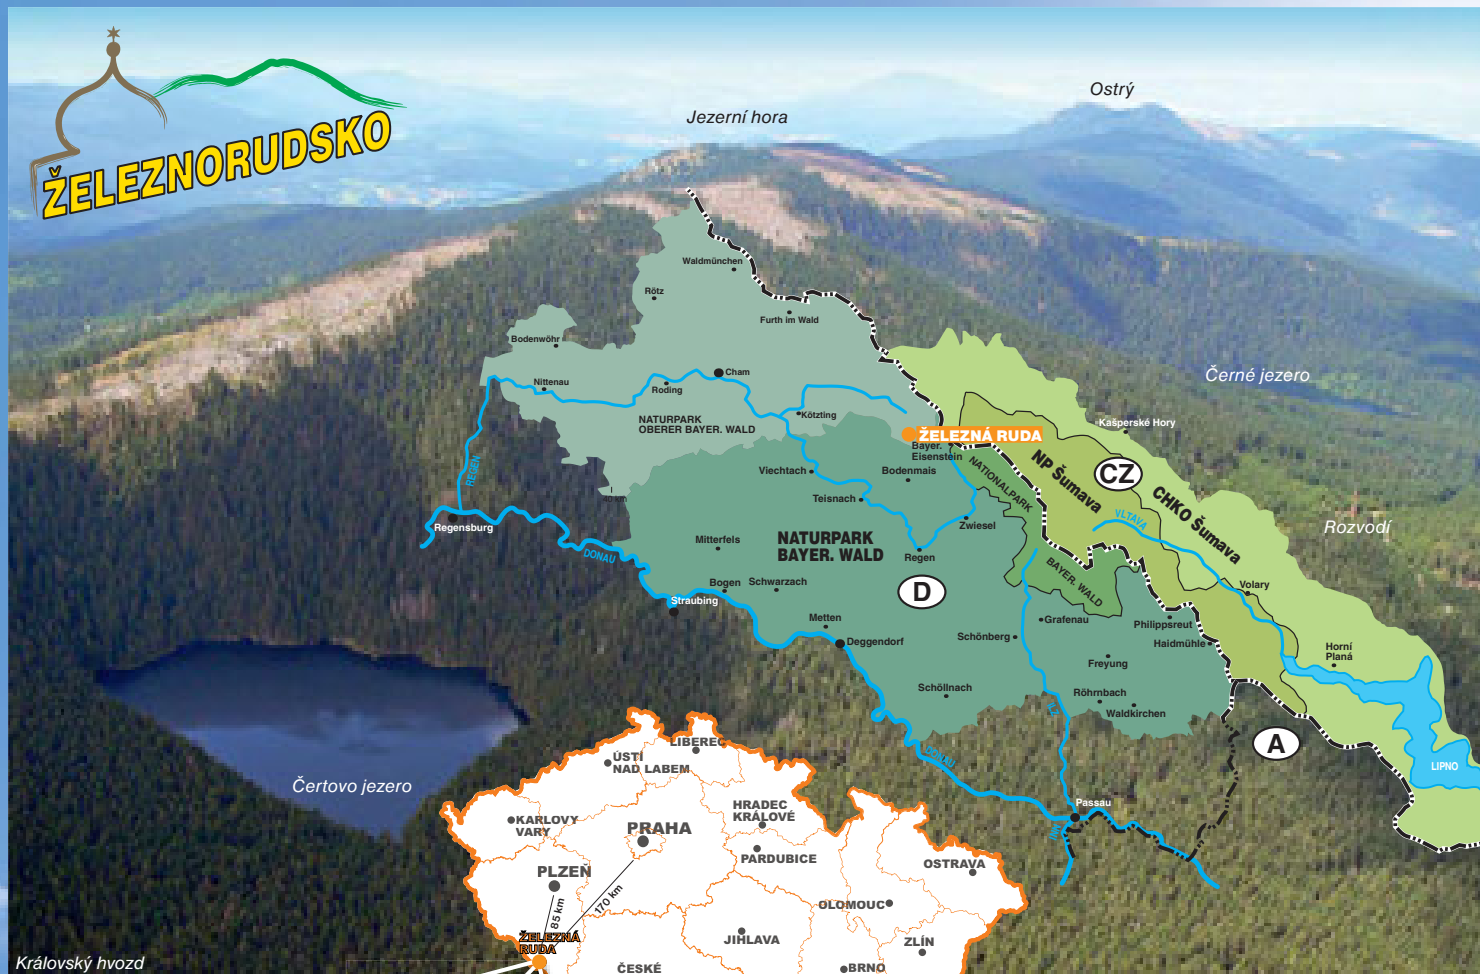 ŽELEZNORUDSKO
Ostrý
Jezerní hora
Waldmünchen
Rötz
Furth im Wald
Bodenwöhr
Cham
Nittenau
Roding
Černé jezero
Kötzting
NATURPARK
OBERER BAYER. WALD
Kašperské Hory
ŽELEZNÁ RUDA
Bayer.
Eisenstein
NP Šumava
CZ
CHKO Šumava
NATIONALPARK
BAYER. WALD
Viechtach
Bodenmais
REGEN
Teisnach
VLTAVA
Regensburg
Zwiesel
Rozvodí
NATURPARK
BAYER. WALD
Mitterfels
DONAU
Regen
Bogen
Schwarzach
D
Volary
Straubing
Metten
Grafenau
Philippsreut
Deggendorf
Schönberg
Haidmühle
Horní
Planá
Freyung
Schöllnach
Röhrnbach
Waldkirchen
ILZ
A
DONAU
LIPNO
Passau
INN
Čertovo jezero
LIBEREC
ÚSTÍ
NAD LABEM
HRADEC
KRÁLOVÉ
KARLOVY
VARY
PRAHA
PARDUBICE
OSTRAVA
PLZEŇ
170 km
85 km
OLOMOUC
ŽELEZNÁ
RUDA
JIHLAVA
ZLÍN
Královský hvozd
ČESKÉ
BRNO